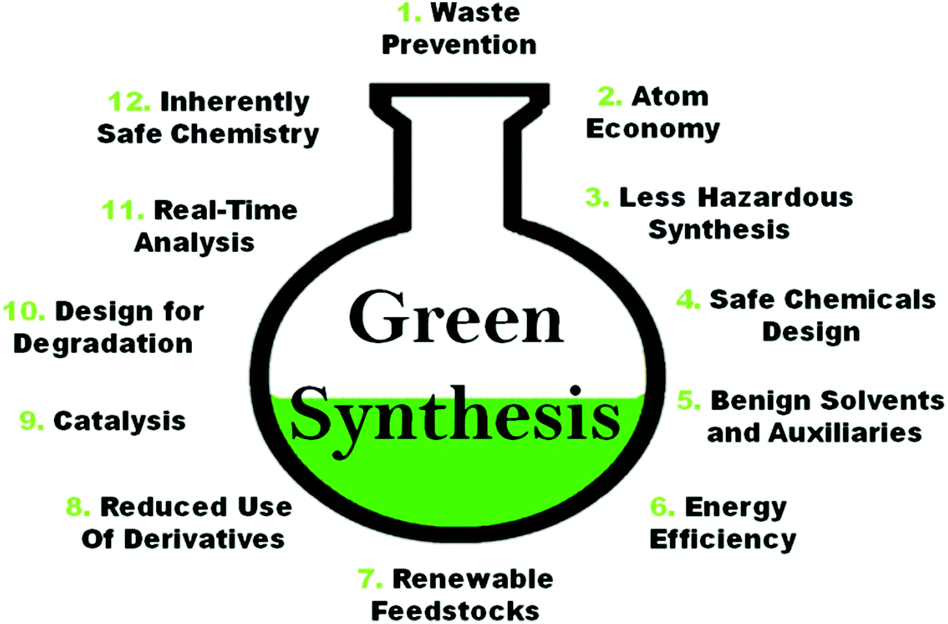 1. Waste
Prevention
2. Atom
Economy
3. Less Hazardous
Synthesis
4. Safe Chemicals
Design
5. Benign Solvents
and Auxiliaries
6. Energy
Efficiency
7. Renewable
Feedstocks
8. Reduced Use
Of Derivatives
9. Catalysis
10. Design for
Degradation
11. Real-Time
Analysis
12. Inherently
Safe Chemistry
Green
Synthesis